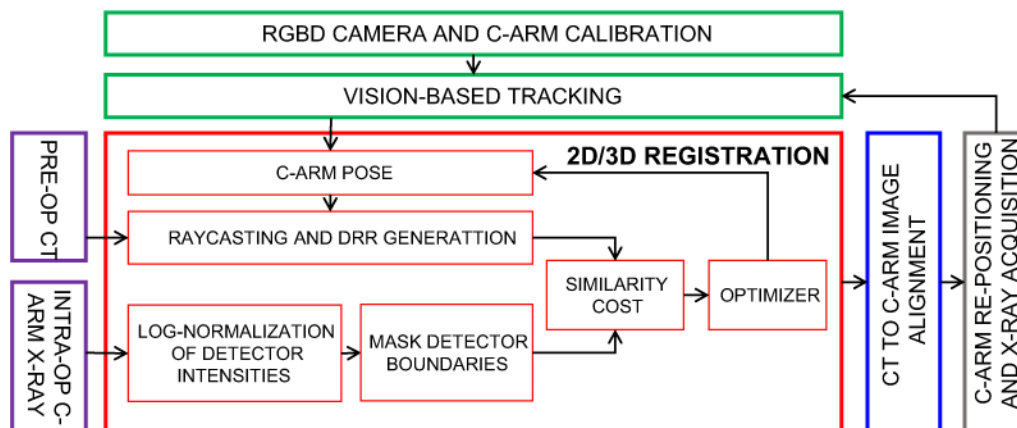 RGBD CAMERA AND C-ARM CALIBRATION
VISION-BASED TRACKING
PRE-OP CT
INTRA-OP C-
ARM X-RAY
2D/3D REGISTRATION
C-ARM POSE
RAYCASTING AND DRR GENERATTION
LOG-NORMALIZATION
OF DETECTOR
INTENSITIES
MASK DETECTOR
BOUNDARIES
SIMILARITY
COST
OPTIMIZER
CT TO C-ARM IMAGE
ALIGNMENT
C-ARM RE-POSITIONING
AND X-RAY ACQUISITION